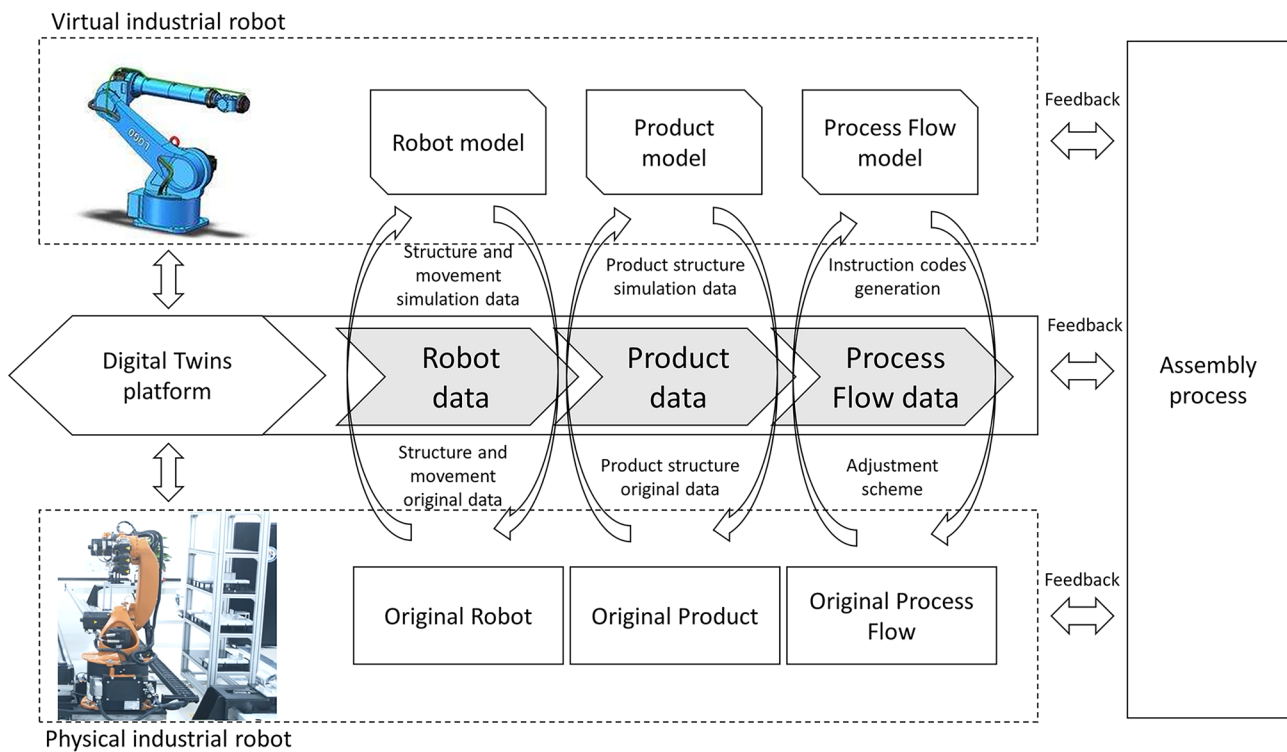 Virtual industrial robot
Robot model
Product
model
Process Flow
model
Feedback
Structure and
movement
simulation data
Product structure
simulation data
Instruction codes
generation
Digital Twins
platform
Robot
data
Product
data
Process
Flow data
Feedback
Assembly
process
Structure and
movement
original data
Product structure
original data
Adjustment
scheme
Original Robot
Original Product
Original Process
Flow
Feedback
Physical industrial robot